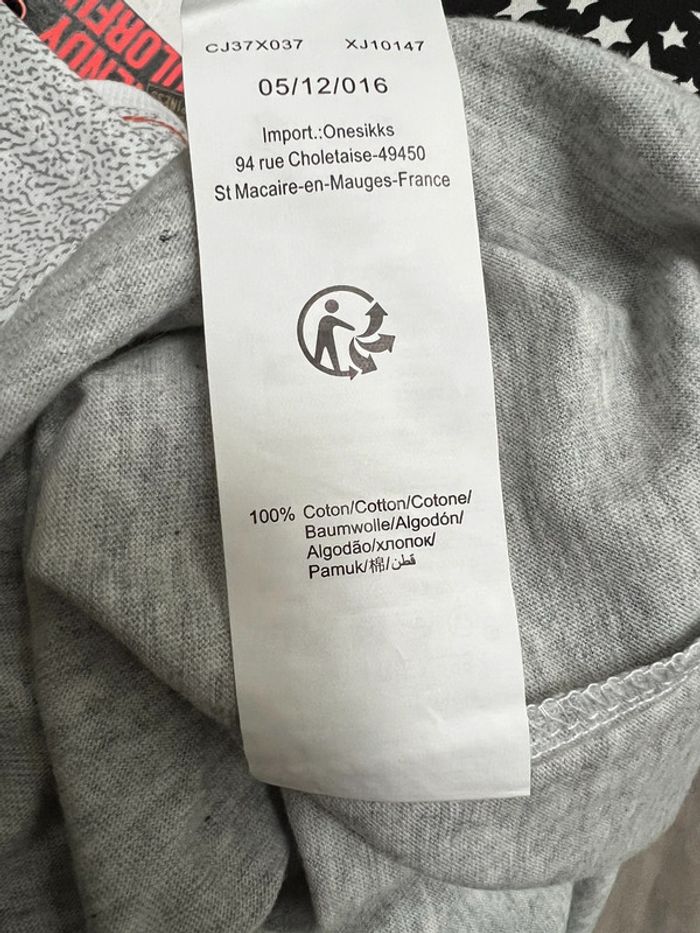 CJ37X037 XJ10147
05/12/016
Import.:Onesikks
94 rue Choletaise-49450
St Macaire-en-Mauges-France
100% Coton/Cotton/Cotone/
Baumwolle/Algodón/
Algodão/хлопок/
Pamuk/棉/قطن